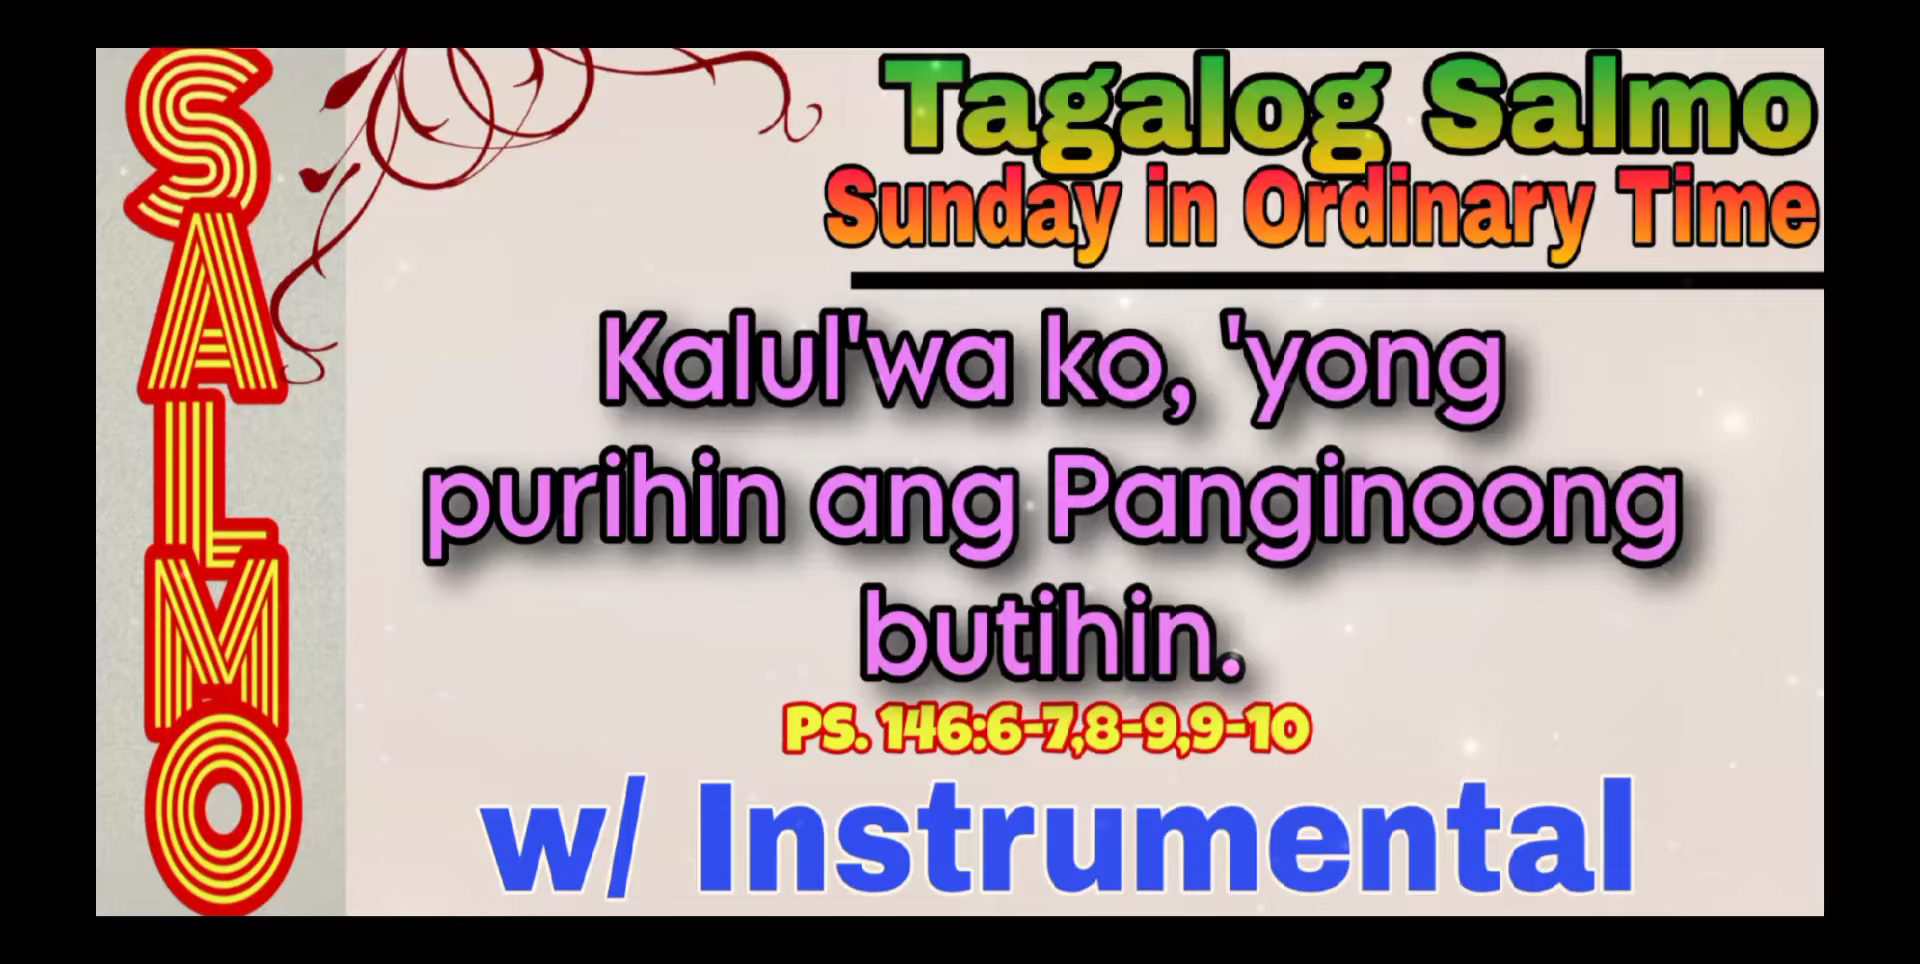 SALMO
Tagalog Salmo
Sunday in Ordinary Time
Kalul'wa ko, 'yong
purihin ang Panginoong
butihin.
PS. 146:6-7,8-9,9-10
w/ Instrumental